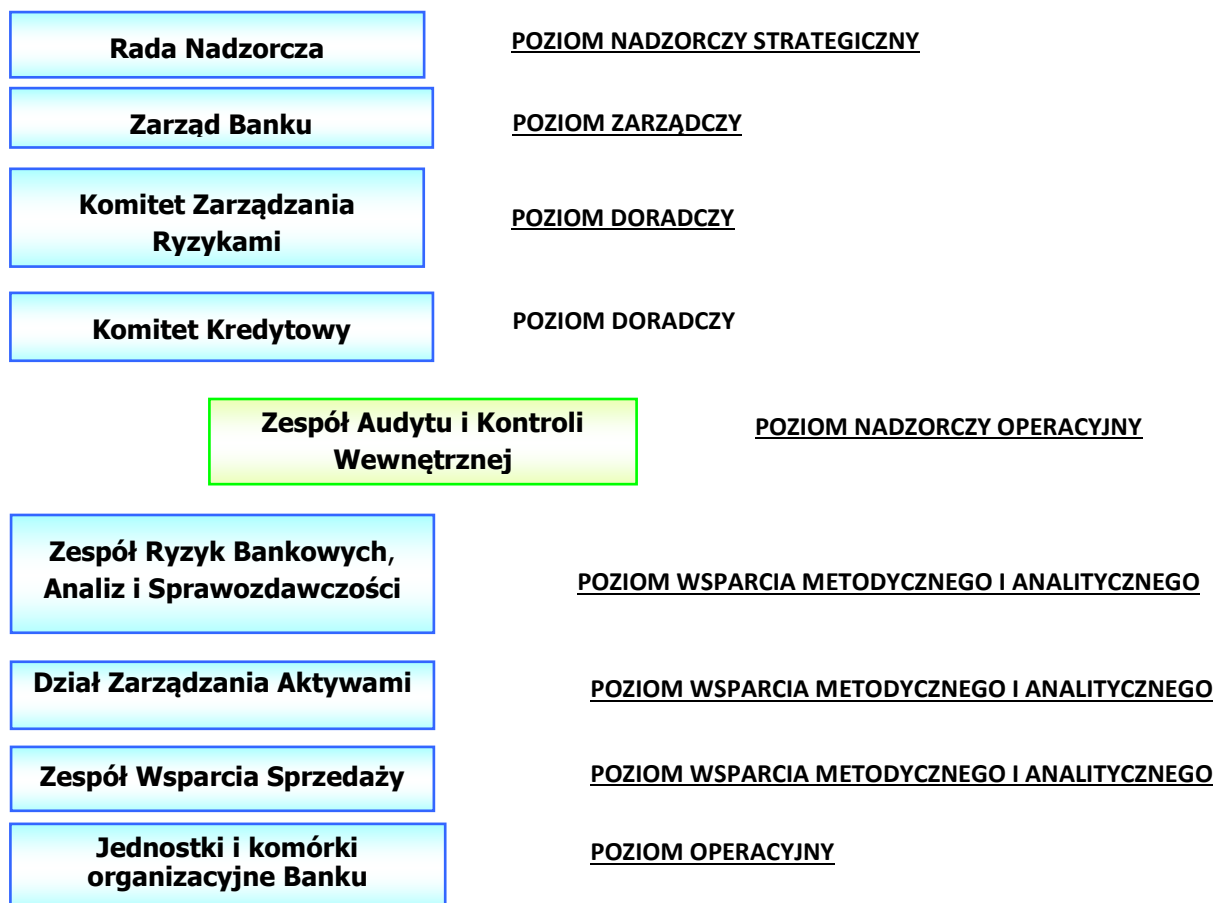 Rada Nadzorcza
POZIOM NADZORCZY STRATEGICZNY
Zarząd Banku
POZIOM ZARZĄDCZY
Komitet Zarządzania
Ryzykami
POZIOM DORADCZY
Komitet Kredytowy
POZIOM DORADCZY
Zespół Audytu i Kontroli
Wewnętrznej
POZIOM NADZORCZY OPERACYJNY
Zespół Ryzyk Bankowych,
Analiz i Sprawozdawczości
POZIOM WSPARCIA METODYCZNEGO I ANALITYCZNEGO
Dział Zarządzania Aktywami
POZIOM WSPARCIA METODYCZNEGO I ANALITYCZNEGO
Zespół Wsparcia Sprzedaży
POZIOM WSPARCIA METODYCZNEGO I ANALITYCZNEGO
Jednostki i komórki
organizacyjne Banku
POZIOM OPERACYJNY